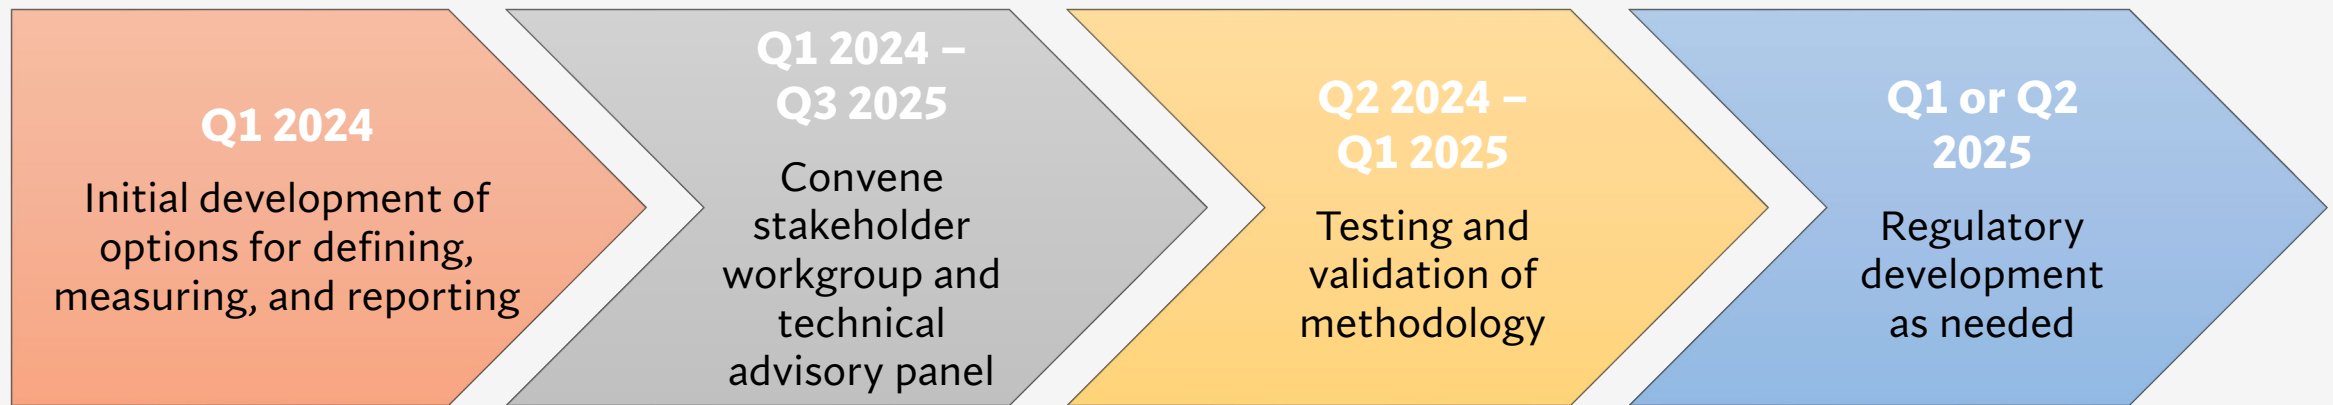 Q1 2024
Initial development of
options for defining,
measuring, and reporting
Q1 2024 –
Q3 2025
Convene
stakeholder
workgroup and
technical
advisory panel
Q2 2024 –
Q1 2025
Testing and
validation of
methodology
Q1 or Q2
2025
Regulatory
development
as needed